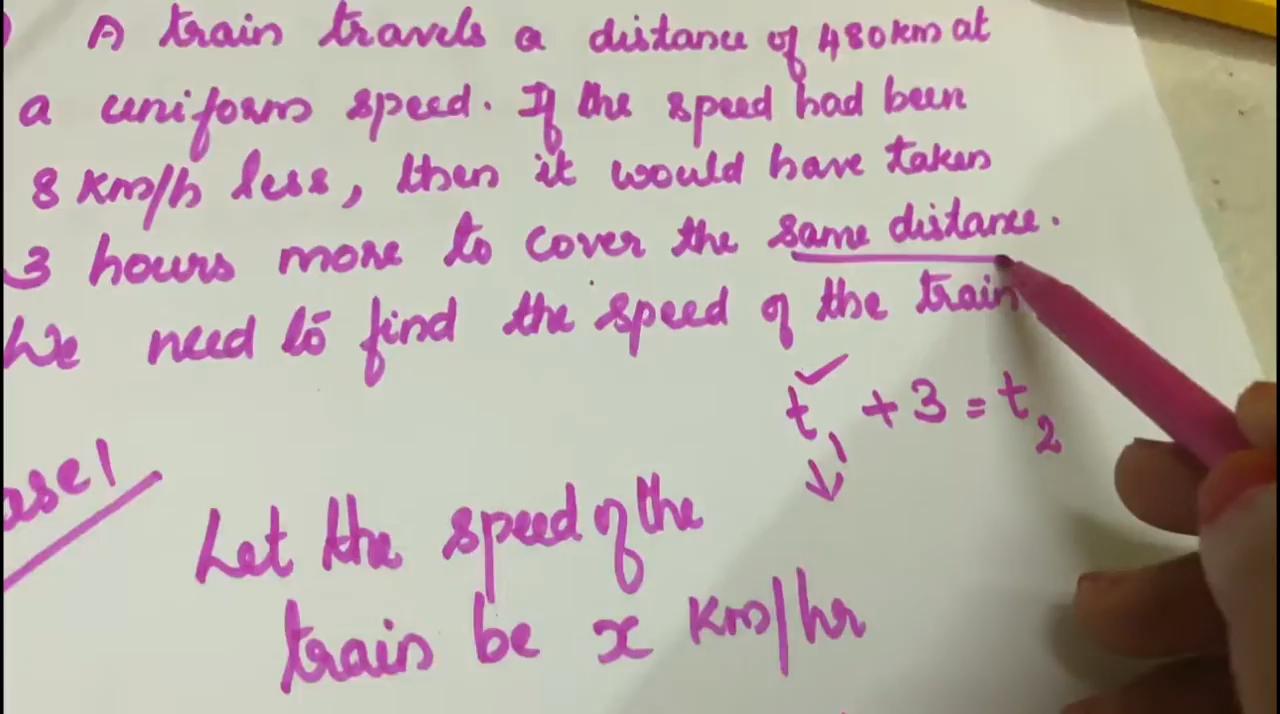 A train travels a distance of 480km at
a uniform speed. If the speed had been
8 km/h less, then it would have taken
3 hours more to cover the same distance.
We need to find the speed of the train
t₁ + 3 = t₂
Let the speed of the
train be x km/hr